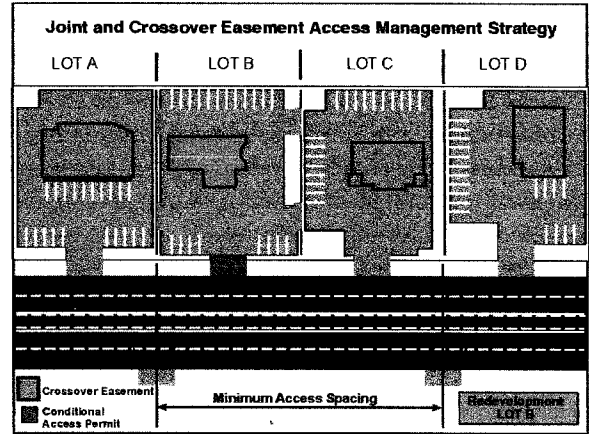 Joint and Crossover Easement Access Management Strategy
LOT A
LOT B
LOT C
LOT D
Crossover Easement
Conditional
Access Permit
Minimum Access Spacing
Redevelopment
LOT B